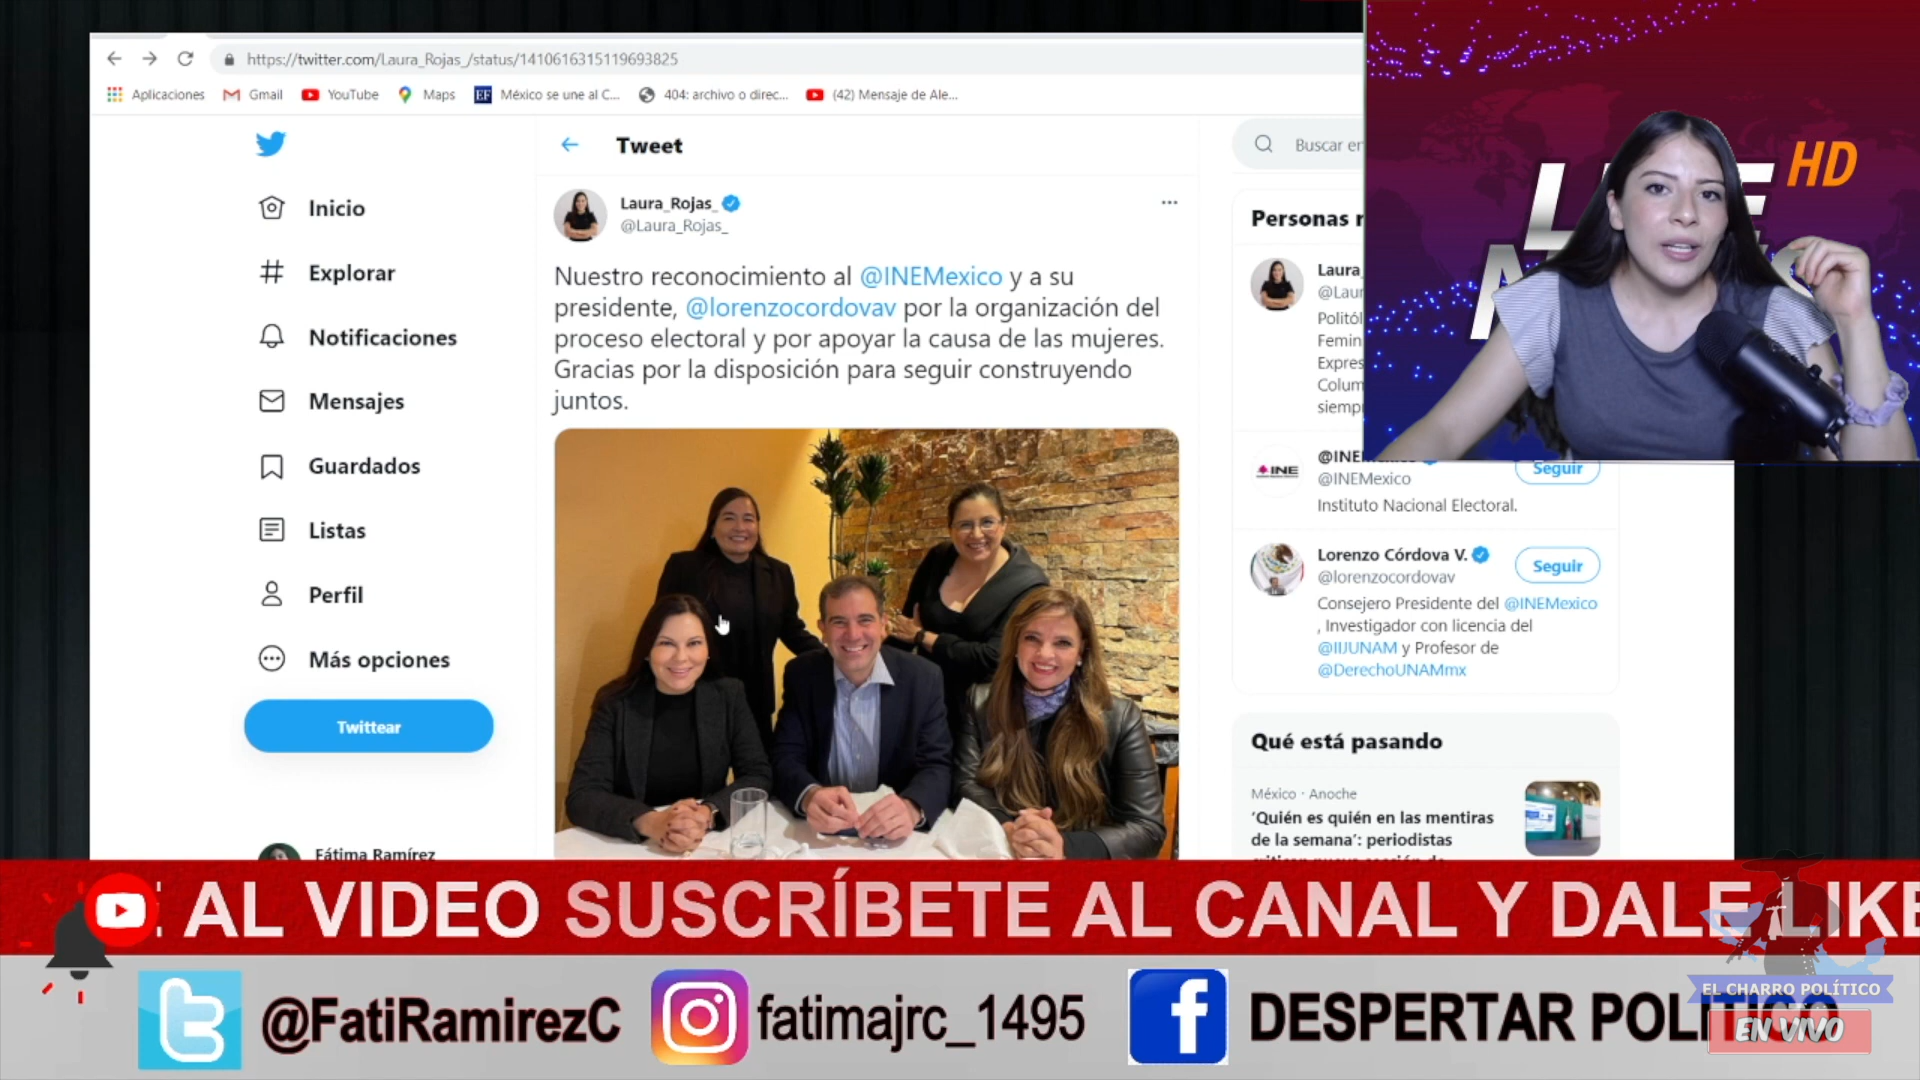 https://twitter.com/Laura_Rojas_/status/1410616315119693825
Aplicaciones
Gmail
YouTube
Maps
México se une al C...
404: archivo o direc...
(42) Mensaje de Ale...
Inicio
Explorar
Notificaciones
Mensajes
Guardados
Listas
Perfil
Más opciones
Twittear
Fátima Ramírez
Tweet
Laura_Rojas_
@Laura_Rojas_
Nuestro reconocimiento al @INEMexico y a su
presidente, @lorenzocordovav por la organización del
proceso electoral y por apoyar la causa de las mujeres.
Gracias por la disposición para seguir construyendo
juntos.
Buscar
Personas
INE
@INEMexico
Seguir
Instituto Nacional Electoral.
Lorenzo Córdova V.
@lorenzocordovav
Seguir
Consejero Presidente del @INEMexico
, Investigador con licencia del
@IIJUNAM y Profesor de
@DerechoUNAMmx
Qué está pasando
México · Anoche
‘Quién es quién en las mentiras
de la semana’: periodistas
HD
AL VIDEO SUSCRÍBETE AL CANAL Y DALE LIKE
@FatiRamirezC
fatimajrc_1495
DESPERTAR POLITICO
EL CHARRO POLÍTICO
EN VIVO